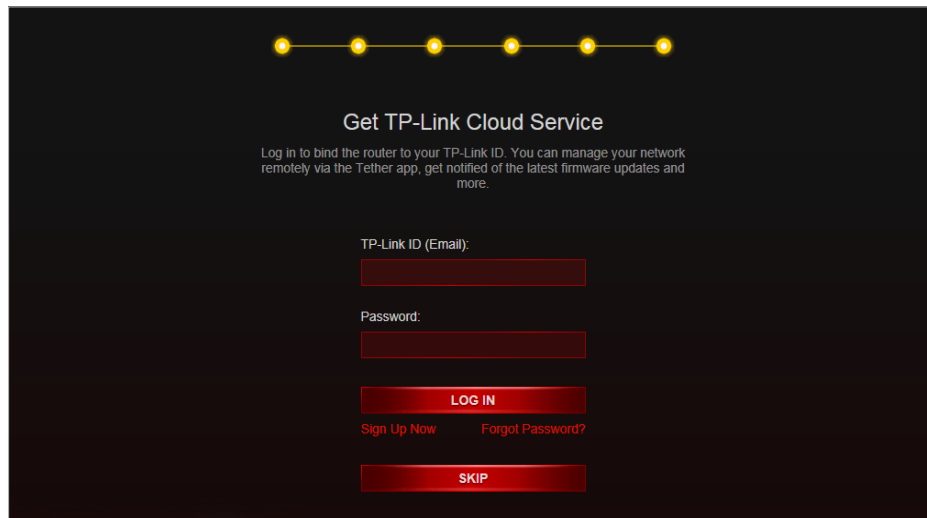 Get TP-Link Cloud Service
Log in to bind the router to your TP-Link ID. You can manage your network
remotely via the Tether app, get notified of the latest firmware updates and
more.
TP-Link ID (Email):
Password:
LOG IN
Sign Up Now Forgot Password?
SKIP